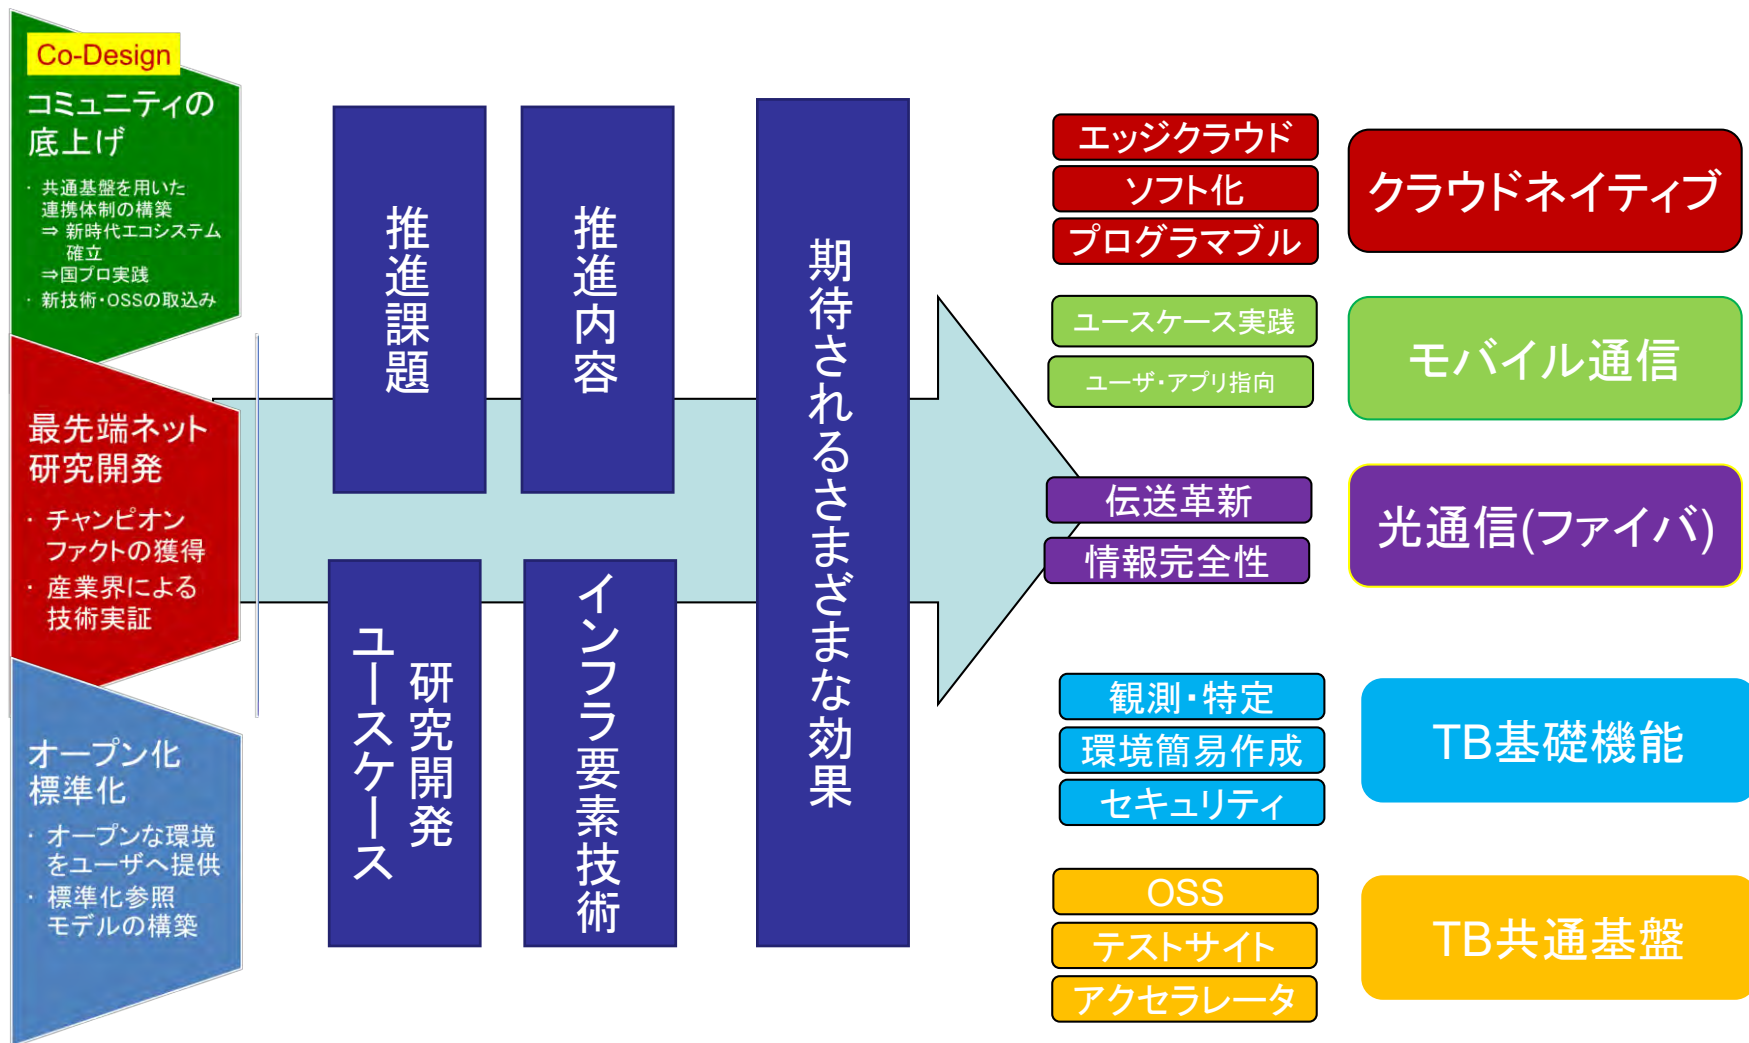 Co-Design
コミュニティの
底上げ
・ 共通基盤を用いた
連携体制の構築
⇒ 新時代エコシステム
確立
⇒国プロ実践
・ 新技術・OSSの取込み
最先端ネット
研究開発
・ チャンピオン
ファクトの獲得
・ 産業界による
技術実証
オープン化
標準化
・ オープンな環境
をユーザへ提供
・ 標準化参照
モデルの構築
推進課題
推進内容
研究開発
ユースケース
インフラ要素技術
期待されるさまざまな効果
エッジクラウド
ソフト化
プログラマブル
クラウドネイティブ
ユースケース実践
ユーザ・アプリ指向
モバイル通信
伝送革新
情報完全性
光通信(ファイバ)
観測・特定
環境簡易作成
セキュリティ
TB基礎機能
OSS
テストサイト
アクセラレータ
TB共通基盤